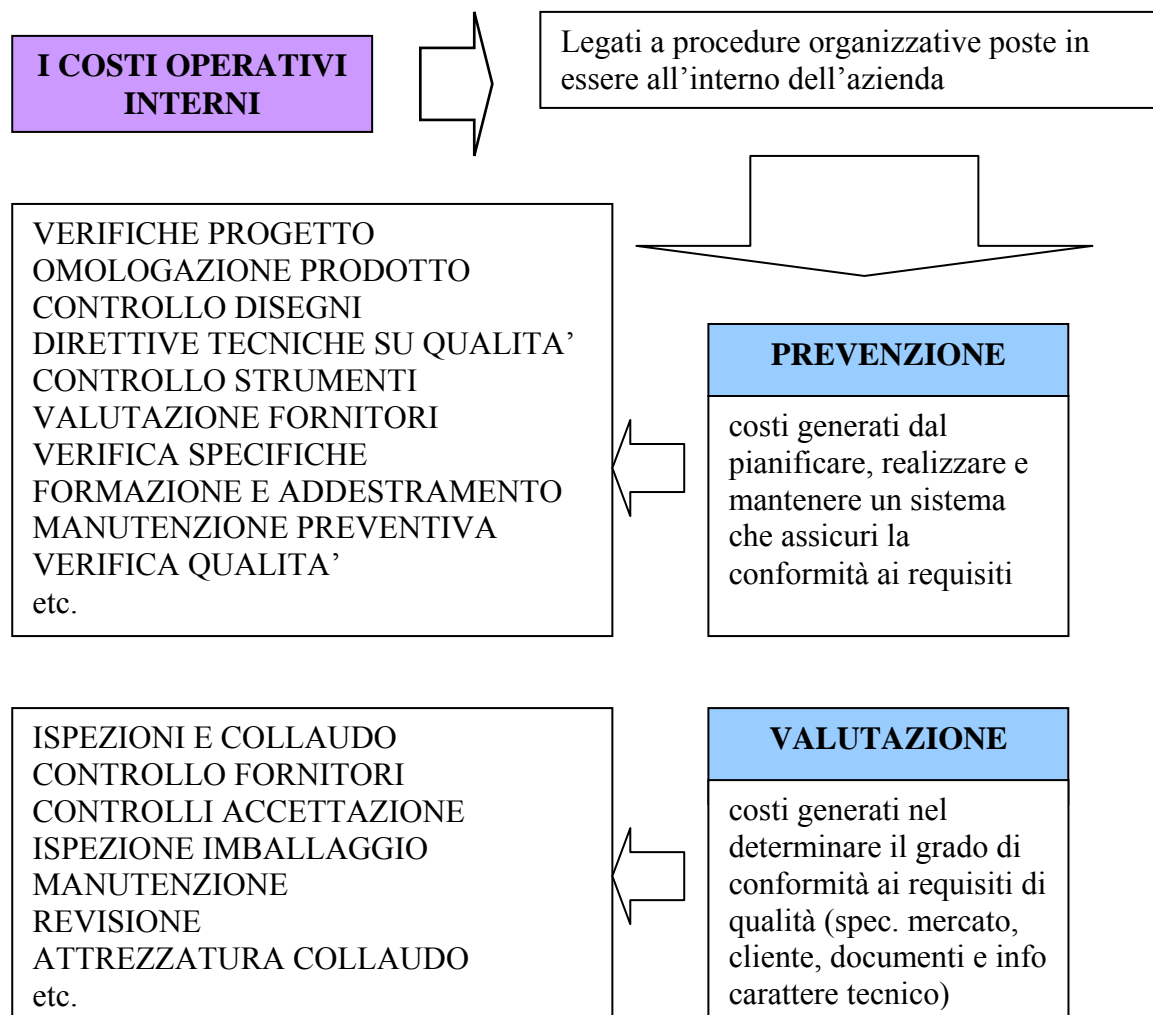 I COSTI OPERATIVI
INTERNI
Legati a procedure organizzative poste in
essere all’interno dell’azienda
VERIFICHE PROGETTO
OMOLOGAZIONE PRODOTTO
CONTROLLO DISEGNI
DIRETTIVE TECNICHE SU QUALITA’
CONTROLLO STRUMENTI
VALUTAZIONE FORNITORI
VERIFICA SPECIFICHE
FORMAZIONE E ADDESTRAMENTO
MANUTENZIONE PREVENTIVA
VERIFICA QUALITA’
etc.
PREVENZIONE
costi generati dal
pianificare, realizzare e
mantenere un sistema
che assicuri la
conformità ai requisiti
ISPEZIONI E COLLAUDO
CONTROLLO FORNITORI
CONTROLLI ACCETTAZIONE
ISPEZIONE IMBALLAGGIO
MANUTENZIONE
REVISIONE
ATTREZZATURA COLLAUDO
etc.
VALUTAZIONE
costi generati nel
determinare il grado di
conformità ai requisiti di
qualità (spec. mercato,
cliente, documenti e info
carattere tecnico)